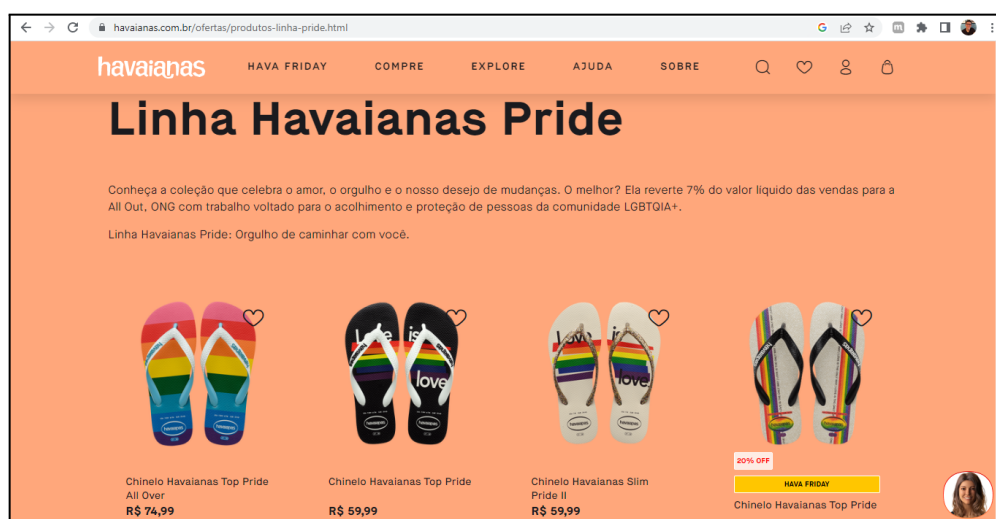 havaianas.com.br/ofertas/produtos-linha-pride.html
havaianas HAVA FRIDAY COMPRE EXPLORE AJUDA SOBRE
Linha Havaianas Pride
Conheça a coleção que celebra o amor, o orgulho e o nosso desejo de mudanças. O melhor? Ela reverte 7% do valor líquido das vendas para a
All Out, ONG com trabalho voltado para o acolhimento e proteção de pessoas da comunidade LGBTQIA+.
Linha Havaianas Pride: Orgulho de caminhar com você.
Love is
love
Love is
love
20% OFF
HAVA FRIDAY
Chinelo Havaianas Top Pride
All Over
R$ 74,99
Chinelo Havaianas Top Pride
R$ 59,99
Chinelo Havaianas Slim
Pride II
R$ 59,99
Chinelo Havaianas Top Pride